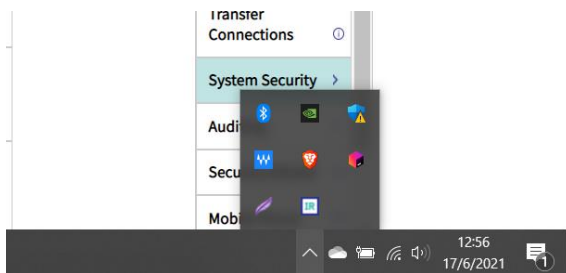 Transfer
Connections
System Security >
Audi
Secu
Mobi
IR
12:56
17/6/2021
1